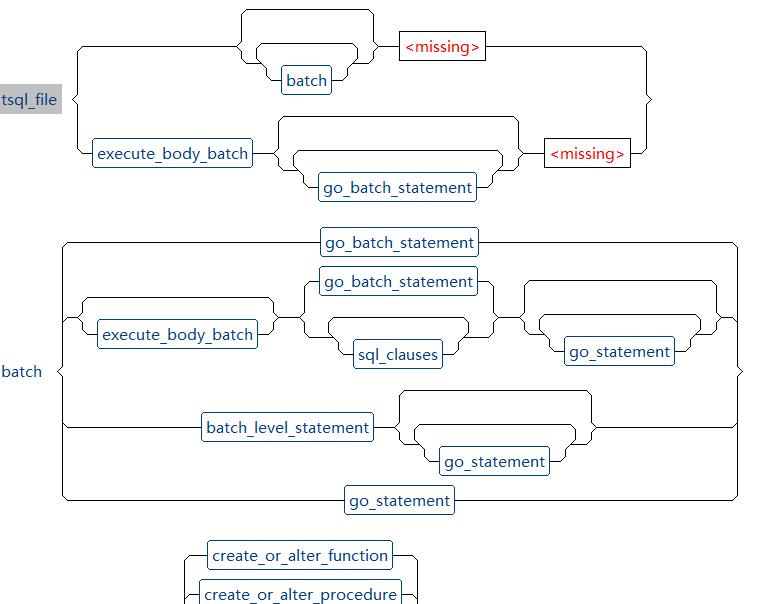 <missing>
batch
tsql_file
execute_body_batch
<missing>
go_batch_statement
go_batch_statement
go_batch_statement
execute_body_batch
sql_clauses
go_statement
batch
batch_level_statement
go_statement
go_statement
create_or_alter_function
create_or_alter_procedure